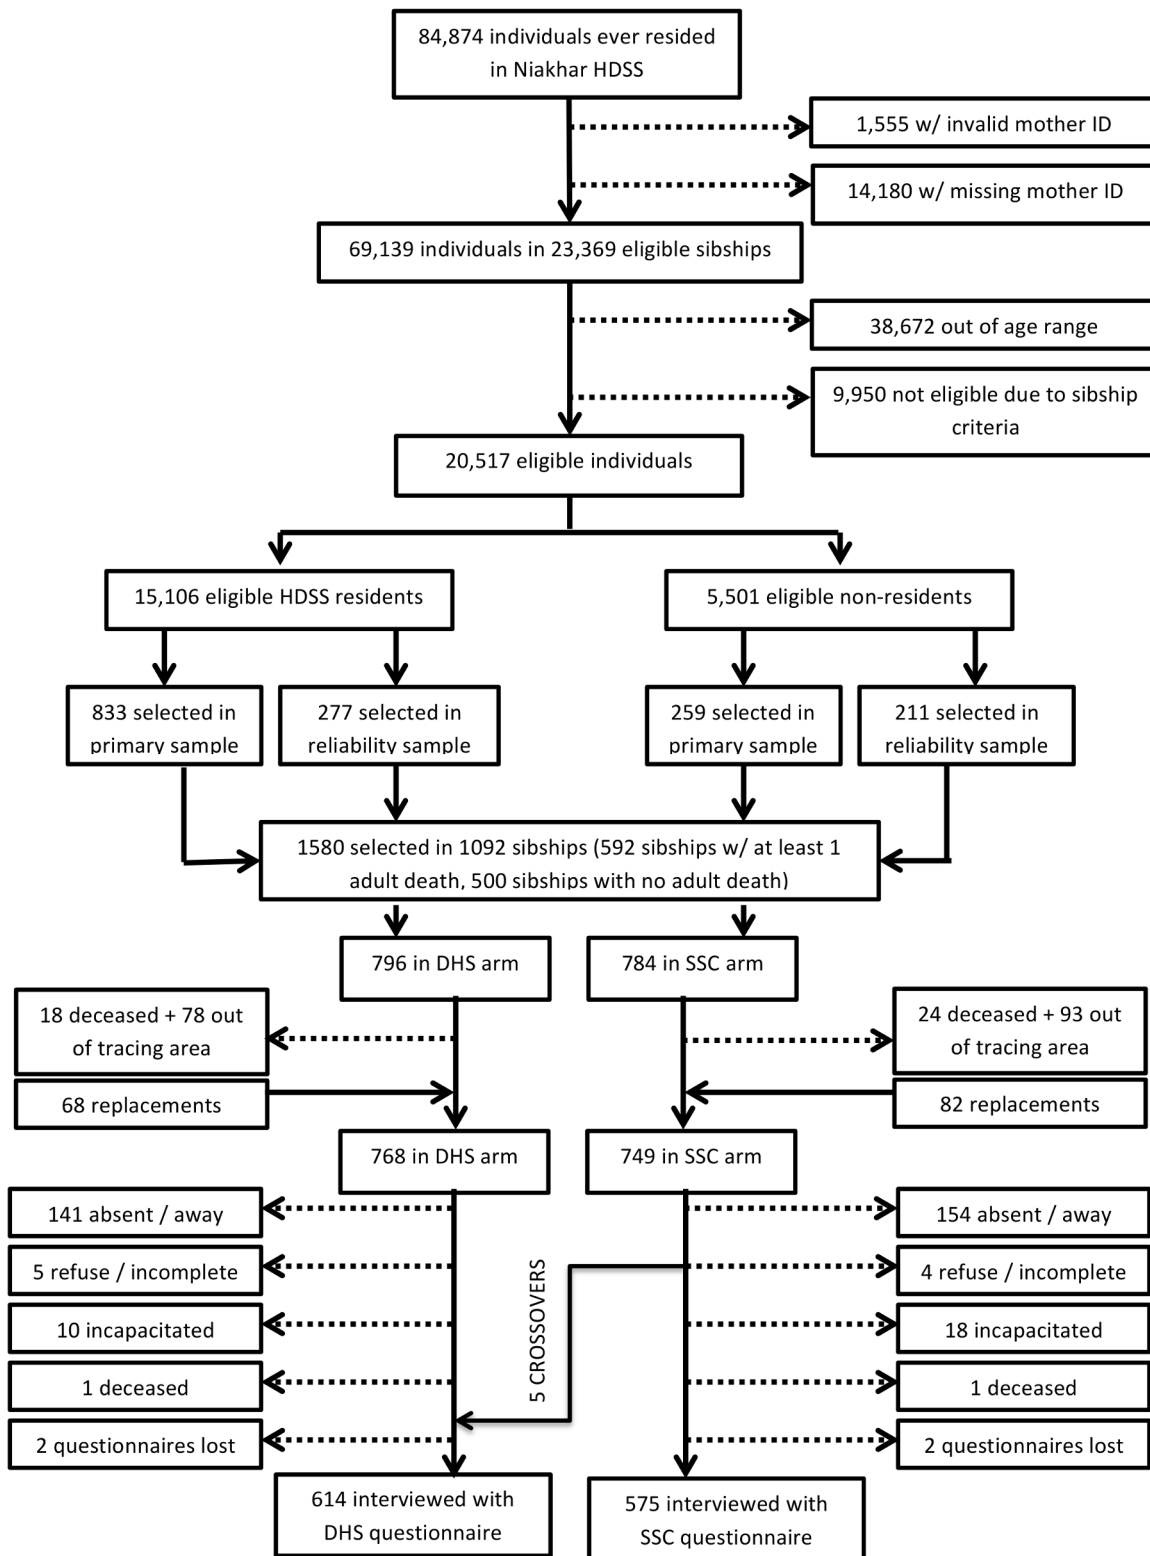 84,874 individuals ever resided
in Niakhar HDSS
1,555 w/ invalid mother ID
14,180 w/ missing mother ID
69,139 individuals in 23,369 eligible sibships
38,672 out of age range
9,950 not eligible due to sibship
criteria
20,517 eligible individuals
15,106 eligible HDSS residents
5,501 eligible non-residents
833 selected in
primary sample
277 selected in
reliability sample
259 selected in
primary sample
211 selected in
reliability sample
1580 selected in 1092 sibships (592 sibships w/ at least 1
adult death, 500 sibships with no adult death)
796 in DHS arm
784 in SSC arm
18 deceased + 78 out
of tracing area
24 deceased + 93 out
of tracing area
68 replacements
82 replacements
768 in DHS arm
749 in SSC arm
141 absent / away
154 absent / away
5 refuse / incomplete
4 refuse / incomplete
5 CROSSOVERS
10 incapacitated
18 incapacitated
1 deceased
1 deceased
2 questionnaires lost
2 questionnaires lost
614 interviewed with
DHS questionnaire
575 interviewed with
SSC questionnaire